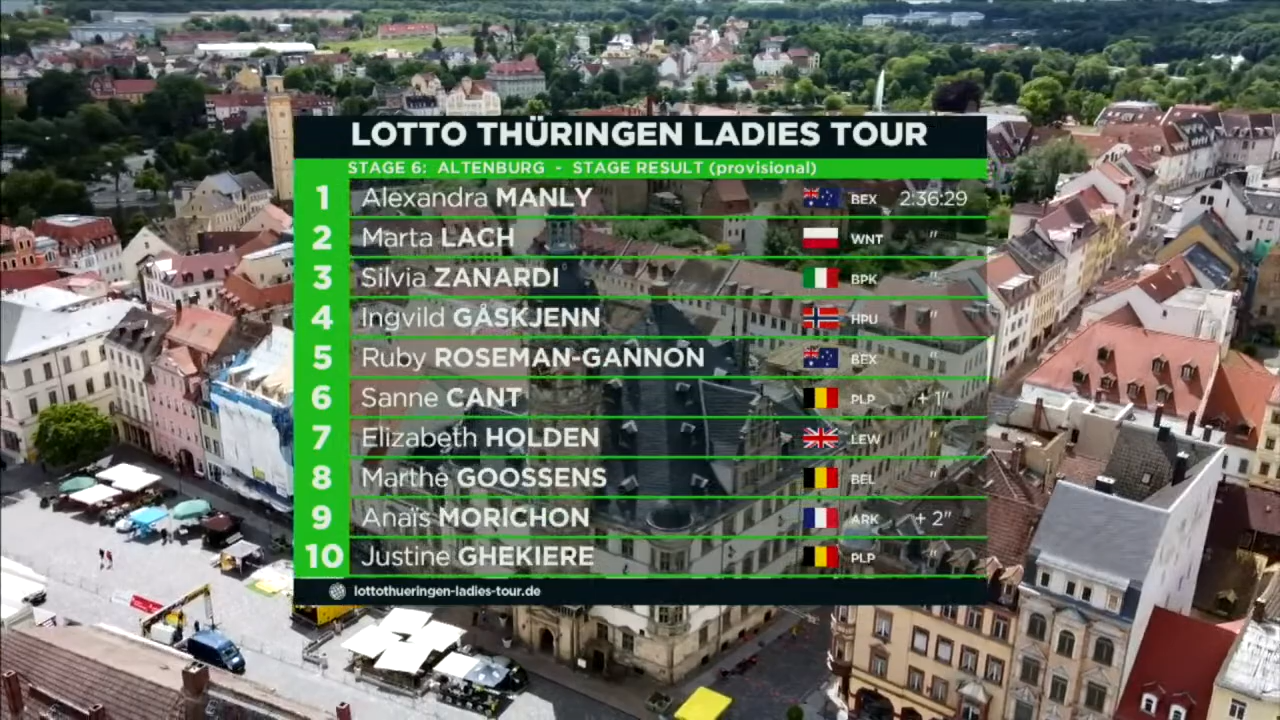 LOTTO THÜRINGEN LADIES TOUR
STAGE 6: ALTENBURG - STAGE RESULT (provisional)
1 Alexandra MANLY BEX 2:36:29
2 Marta LACH WNT "
3 Silvia ZANARDI BPK "
4 Ingvild GÅSKJENN HPU "
5 Ruby ROSEMAN-GANNON BEX "
6 Sanne CANT PLP + 1"
7 Elizabeth HOLDEN LEW "
8 Marthe GOOSSENS BEL "
9 Anaïs MORICHON ARK + 2"
10 Justine GHEKIERE PLP "
lottothueringen-ladies-tour.de